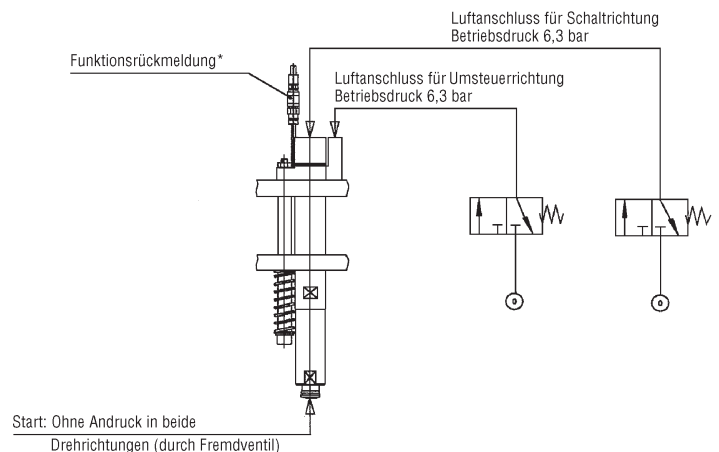 Luftanschluss für Schaltrichtung
Betriebsdruck 6,3 bar
Funktionsrückmeldung*
Luftanschluss für Umsteuerrichtung
Betriebsdruck 6,3 bar
Start: Ohne Andruck in beide
Drehrichtungen (durch Fremdventil)